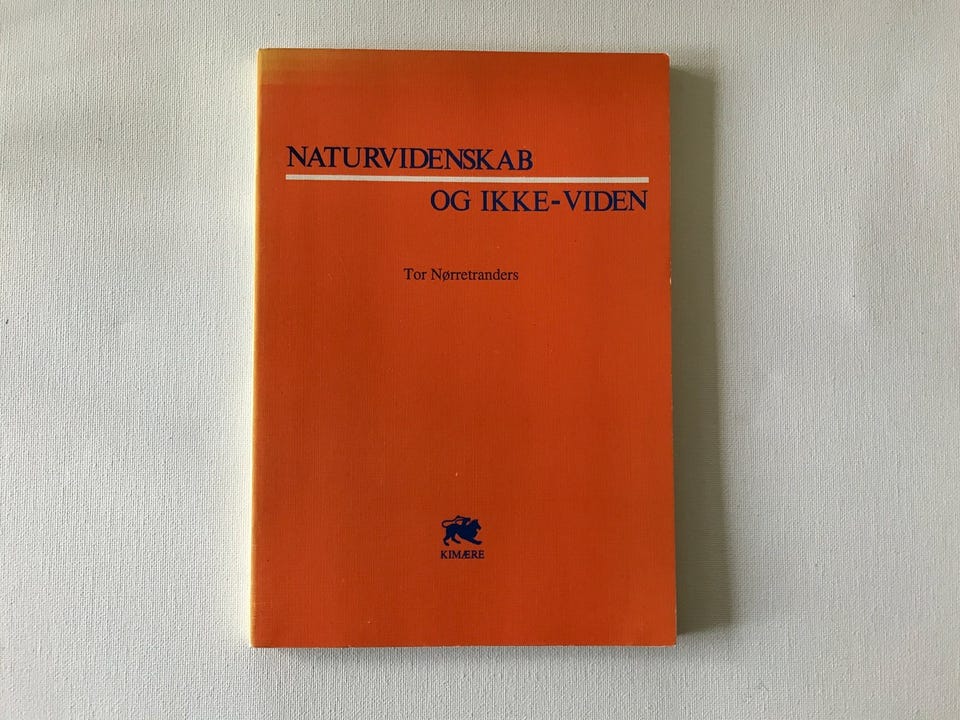 NATURVIDENSKAB
OG IKKE-VIDEN
Tor Nørretranders
KIMÆRE